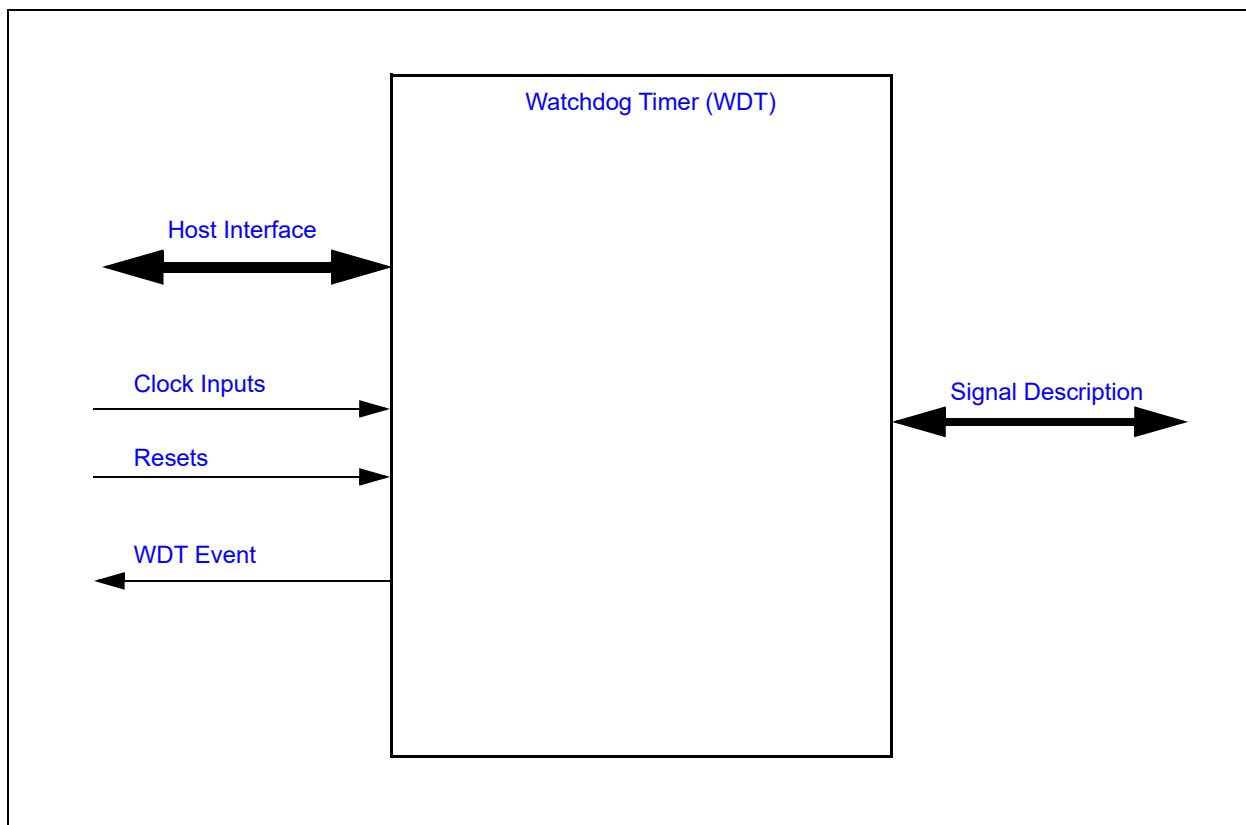 Watchdog Timer (WDT)
Host Interface
Clock Inputs
Signal Description
Resets
WDT Event